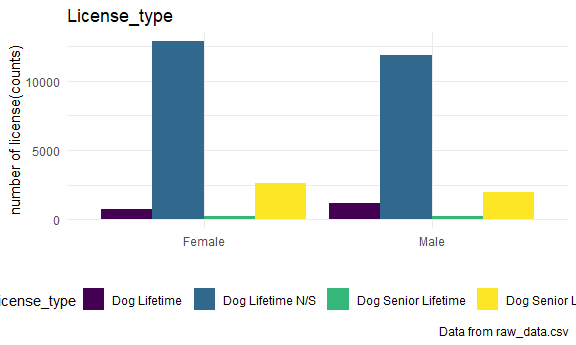 License_type
number of license(counts)
10000
5000
0
Female
Male
icense_type Dog Lifetime Dog Lifetime N/S Dog Senior Lifetime Dog Senior L
Data from raw_data.csv